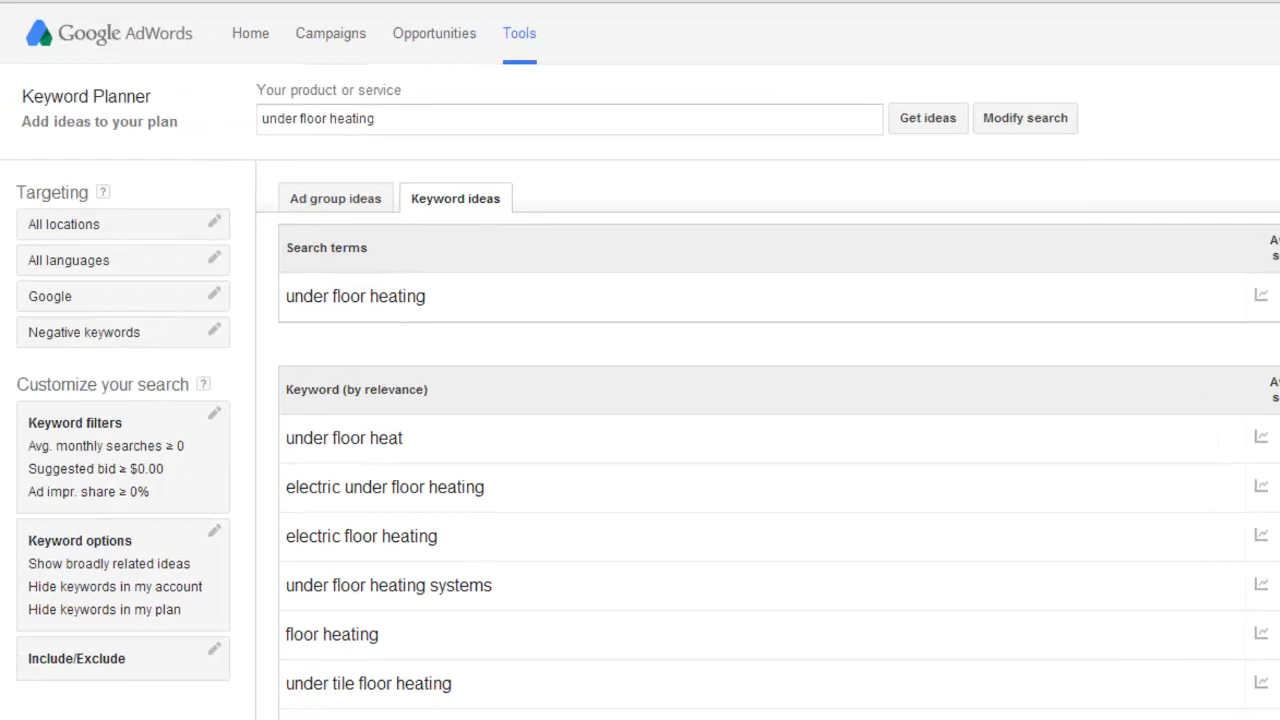 Google AdWords Home Campaigns Opportunities Tools
Keyword Planner
Add ideas to your plan
Your product or service
under floor heating
Get ideas Modify search
Targeting ?
All locations
All languages
Google
Negative keywords
Customize your search ?
Keyword filters
Avg. monthly searches ≥ 0
Suggested bid ≥ $0.00
Ad impr. share ≥ 0%
Keyword options
Show broadly related ideas
Hide keywords in my account
Hide keywords in my plan
Include/Exclude
Ad group ideas Keyword ideas
Search terms
under floor heating
Keyword (by relevance)
under floor heat
electric under floor heating
electric floor heating
under floor heating systems
floor heating
under tile floor heating